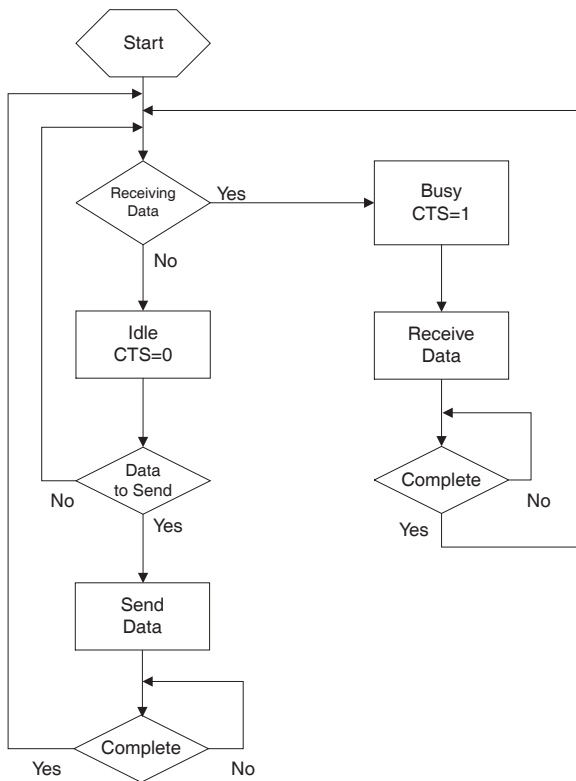 Start
Receiving
Data
Yes
No
Busy
CTS=1
Idle
CTS=0
Receive
Data
Data
to Send
No
Yes
Complete
No
Yes
Send
Data
Complete
Yes
No